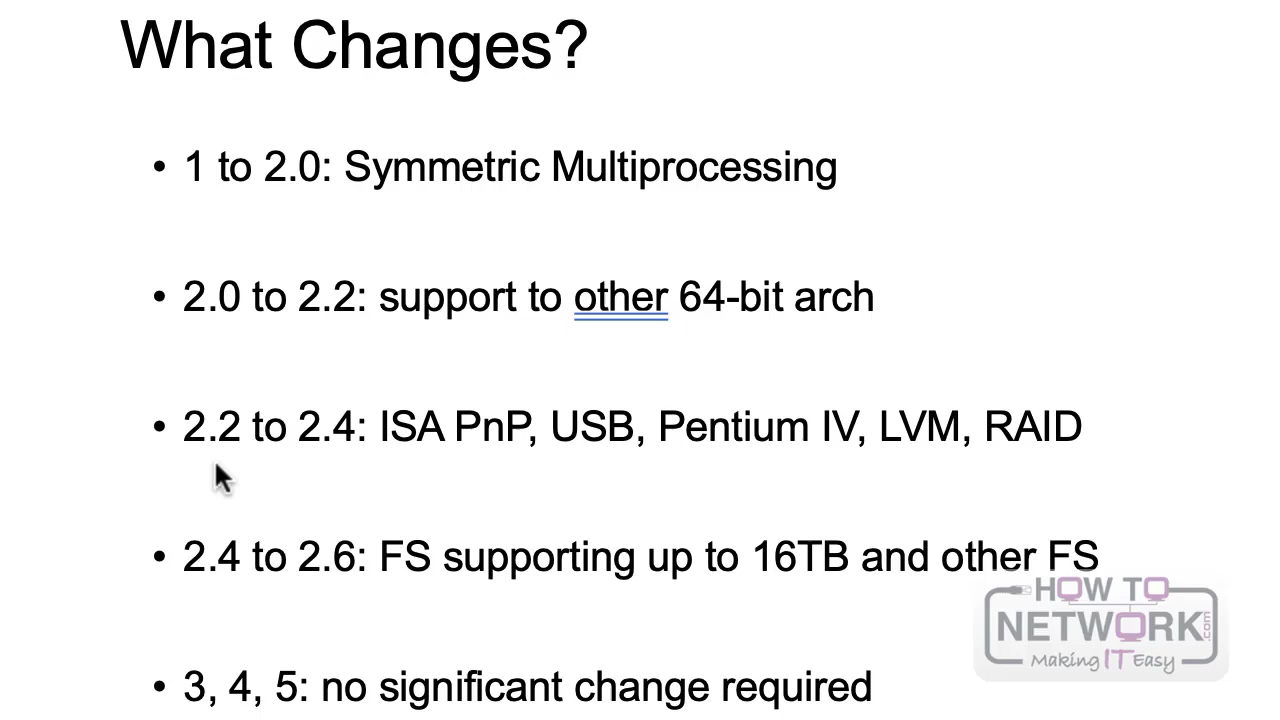 What Changes?
• 1 to 2.0: Symmetric Multiprocessing
• 2.0 to 2.2: support to other 64-bit arch
• 2.2 to 2.4: ISA PnP, USB, Pentium IV, LVM, RAID
• 2.4 to 2.6: FS supporting up to 16TB and other FS
HOW TO
NETWORK.com
Making IT Easy
• 3, 4, 5: no significant change required